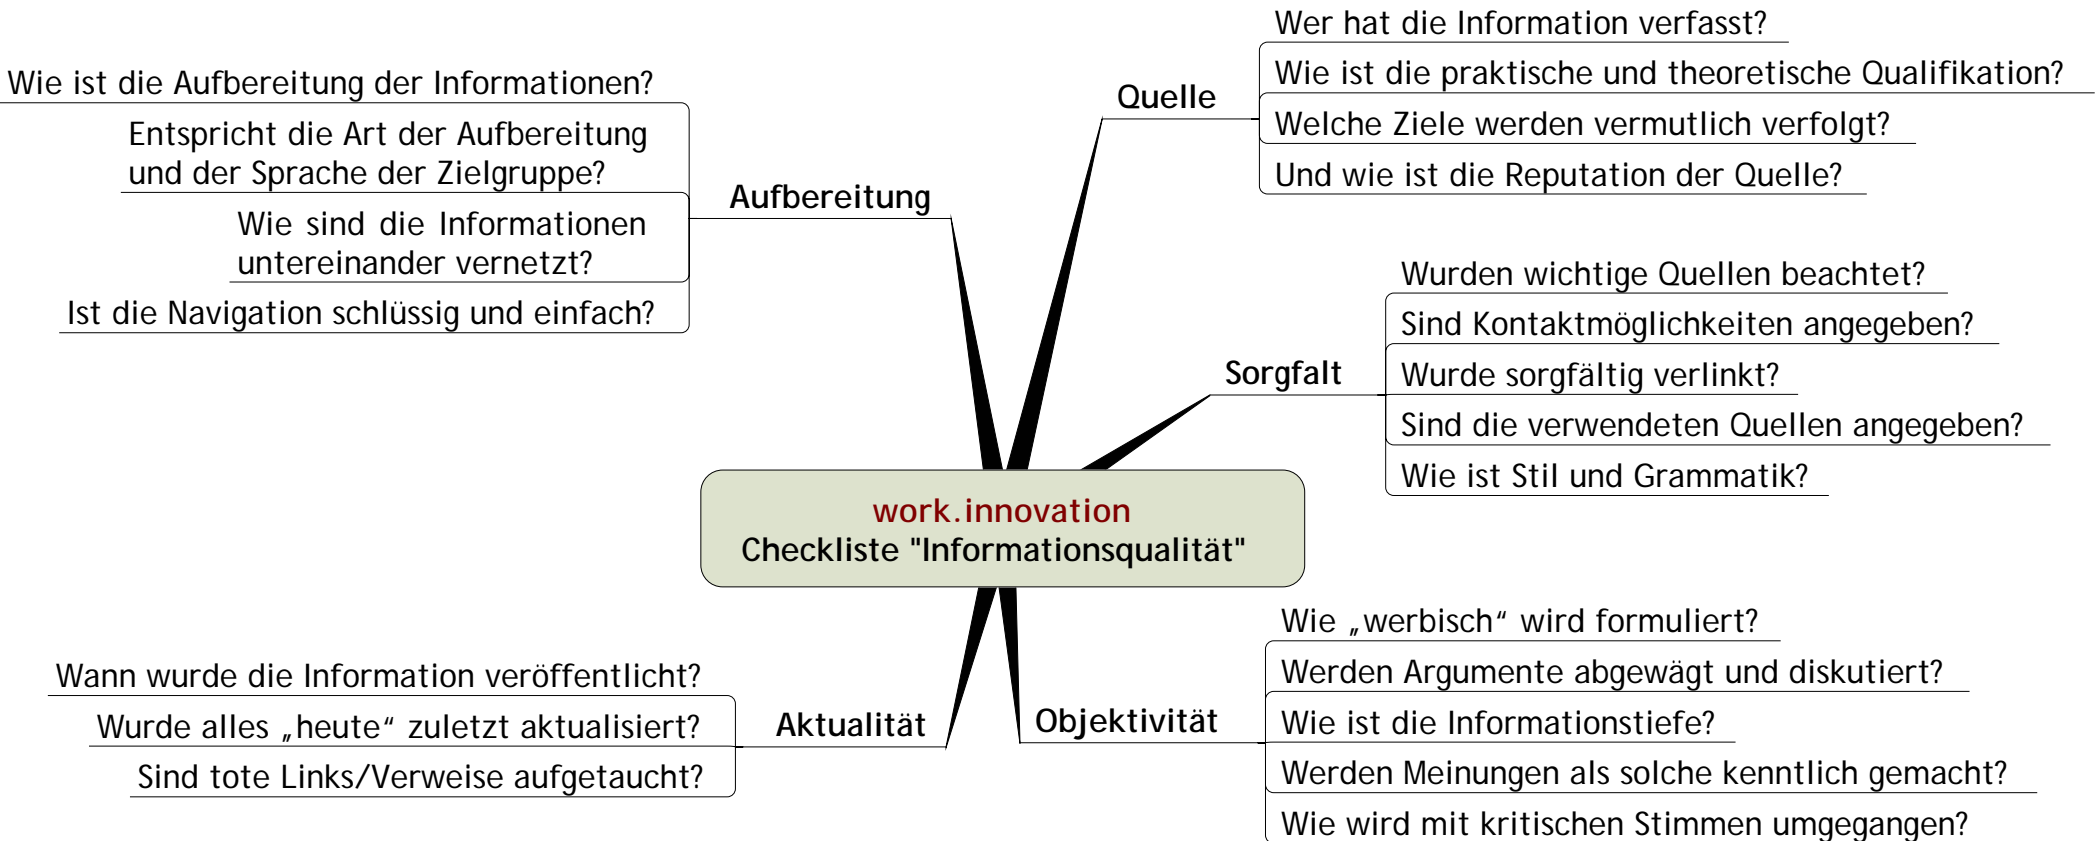 work.innovation
Checkliste "Informationsqualität"
Quelle
Wer hat die Information verfasst?
Wie ist die praktische und theoretische Qualifikation?
Welche Ziele werden vermutlich verfolgt?
Und wie ist die Reputation der Quelle?
Sorgfalt
Wurden wichtige Quellen beachtet?
Sind Kontaktmöglichkeiten angegeben?
Wurde sorgfältig verlinkt?
Sind die verwendeten Quellen angegeben?
Wie ist Stil und Grammatik?
Objektivität
Wie „werbisch“ wird formuliert?
Werden Argumente abgewägt und diskutiert?
Wie ist die Informationstiefe?
Werden Meinungen als solche kenntlich gemacht?
Wie wird mit kritischen Stimmen umgegangen?
Aktualität
Wann wurde die Information veröffentlicht?
Wurde alles „heute“ zuletzt aktualisiert?
Sind tote Links/Verweise aufgetaucht?
Aufbereitung
Wie ist die Aufbereitung der Informationen?
Entspricht die Art der Aufbereitung
und der Sprache der Zielgruppe?
Wie sind die Informationen
untereinander vernetzt?
Ist die Navigation schlüssig und einfach?